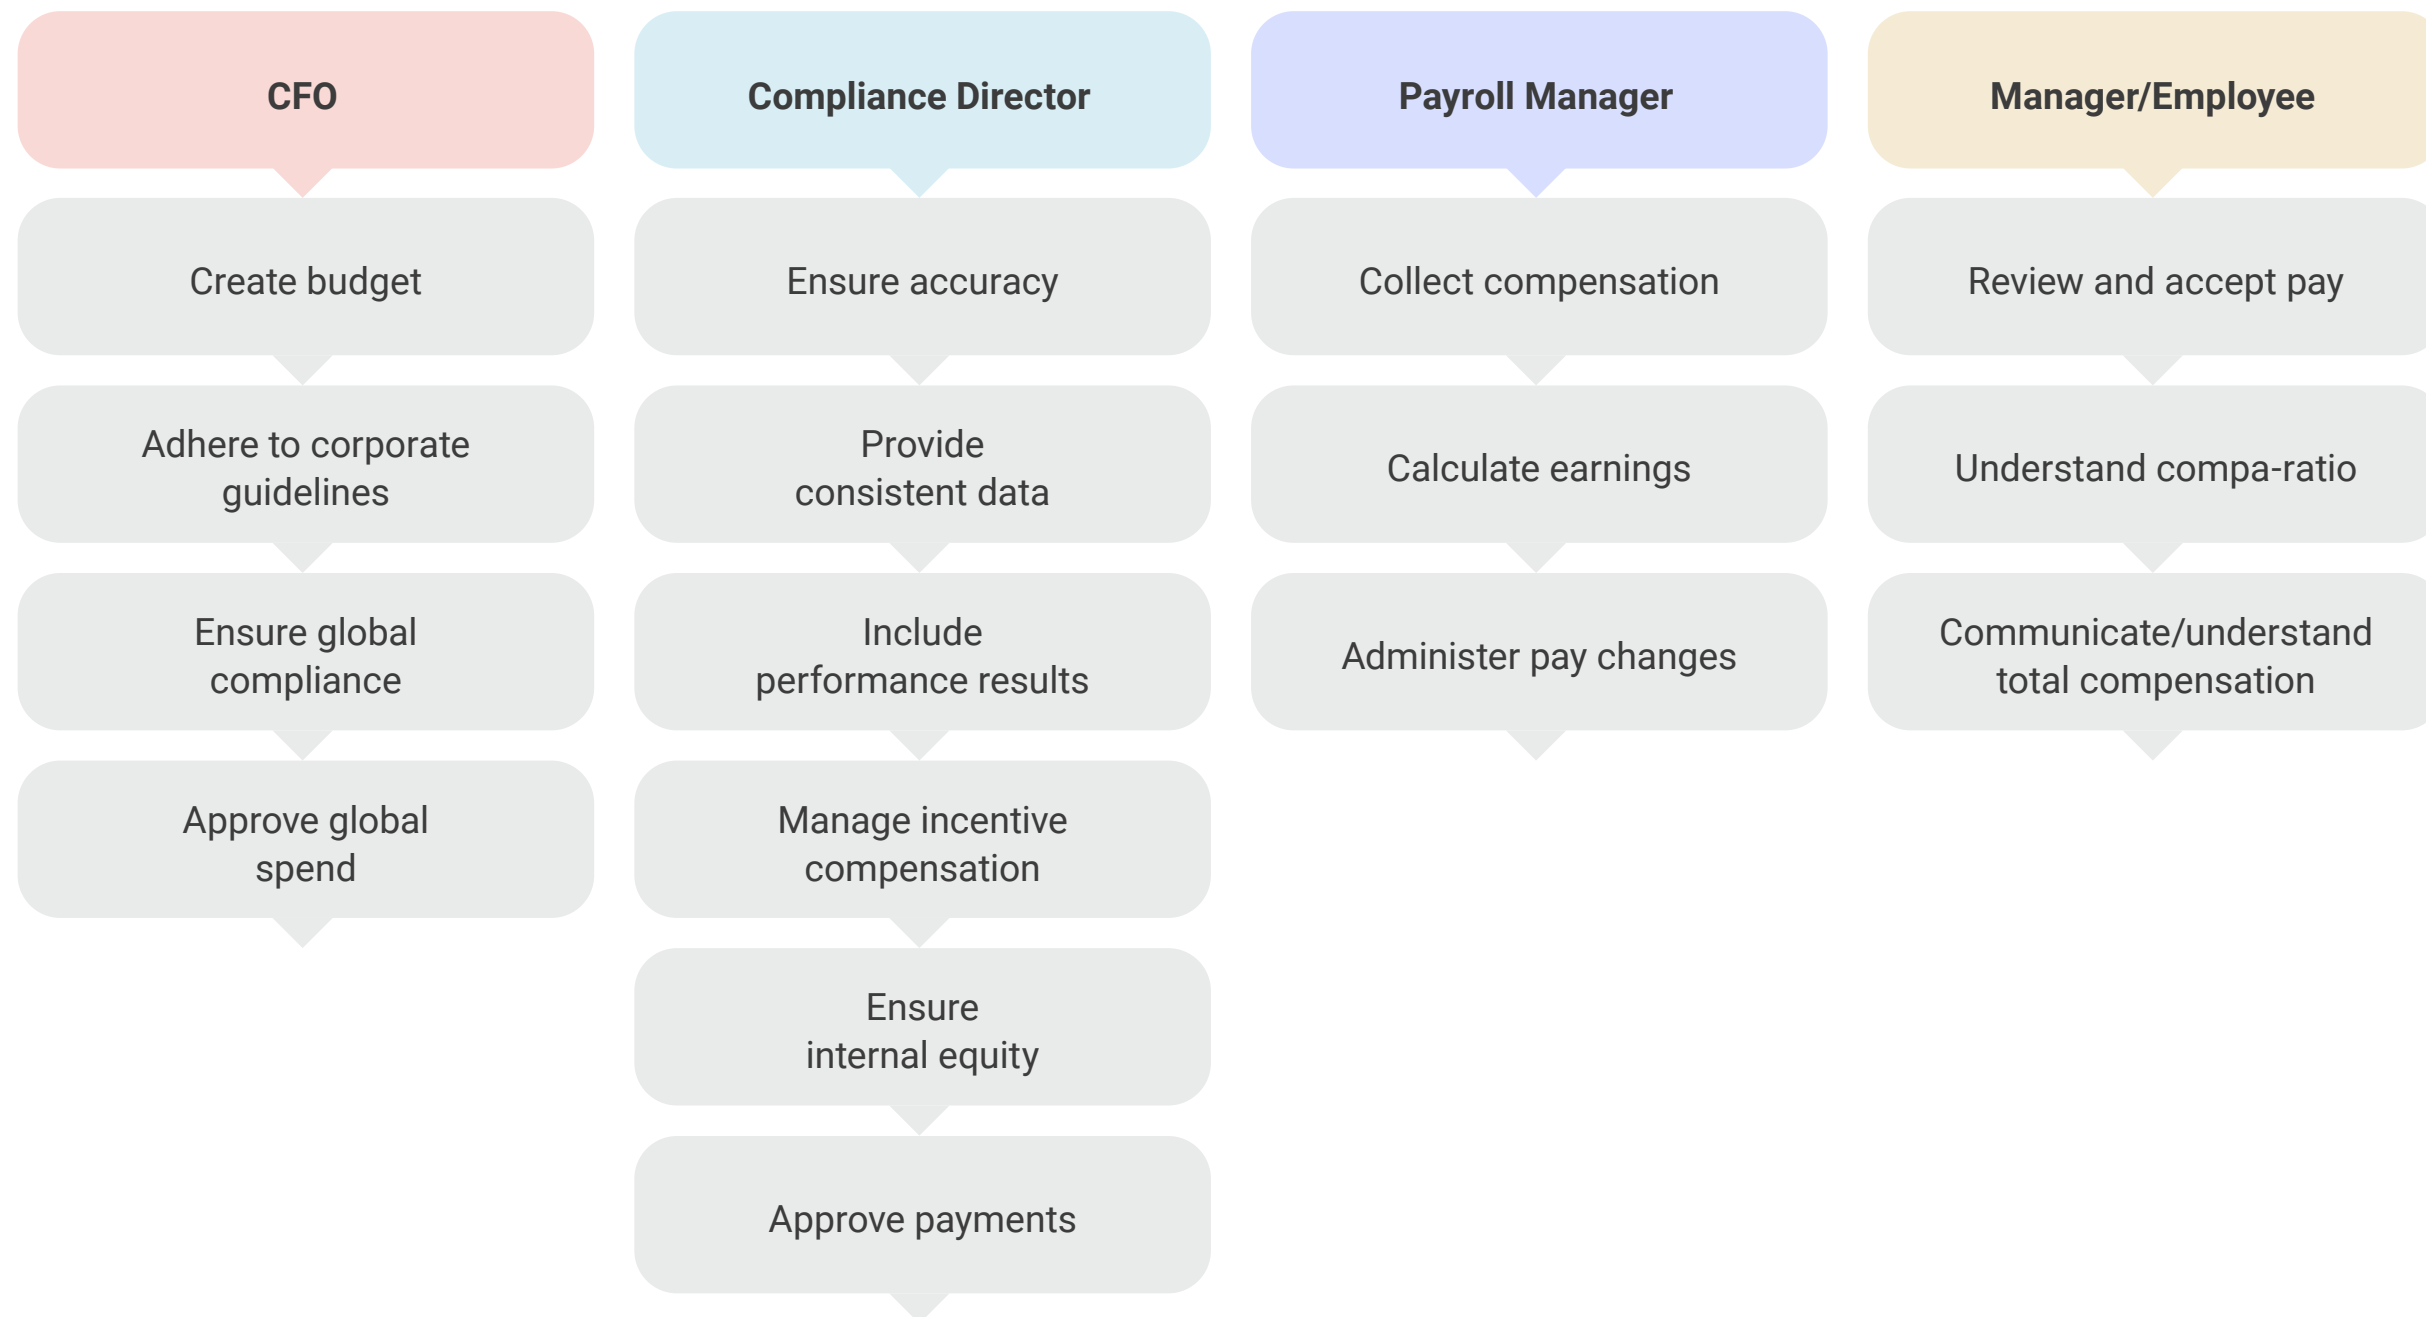 CFO
Create budget
Adhere to corporate
guidelines
Ensure global
compliance
Approve global
spend
Compliance Director
Ensure accuracy
Provide
consistent data
Include
performance results
Manage incentive
compensation
Ensure
internal equity
Approve payments
Payroll Manager
Collect compensation
Calculate earnings
Administer pay changes
Manager/Employee
Review and accept pay
Understand compa-ratio
Communicate/understand
total compensation